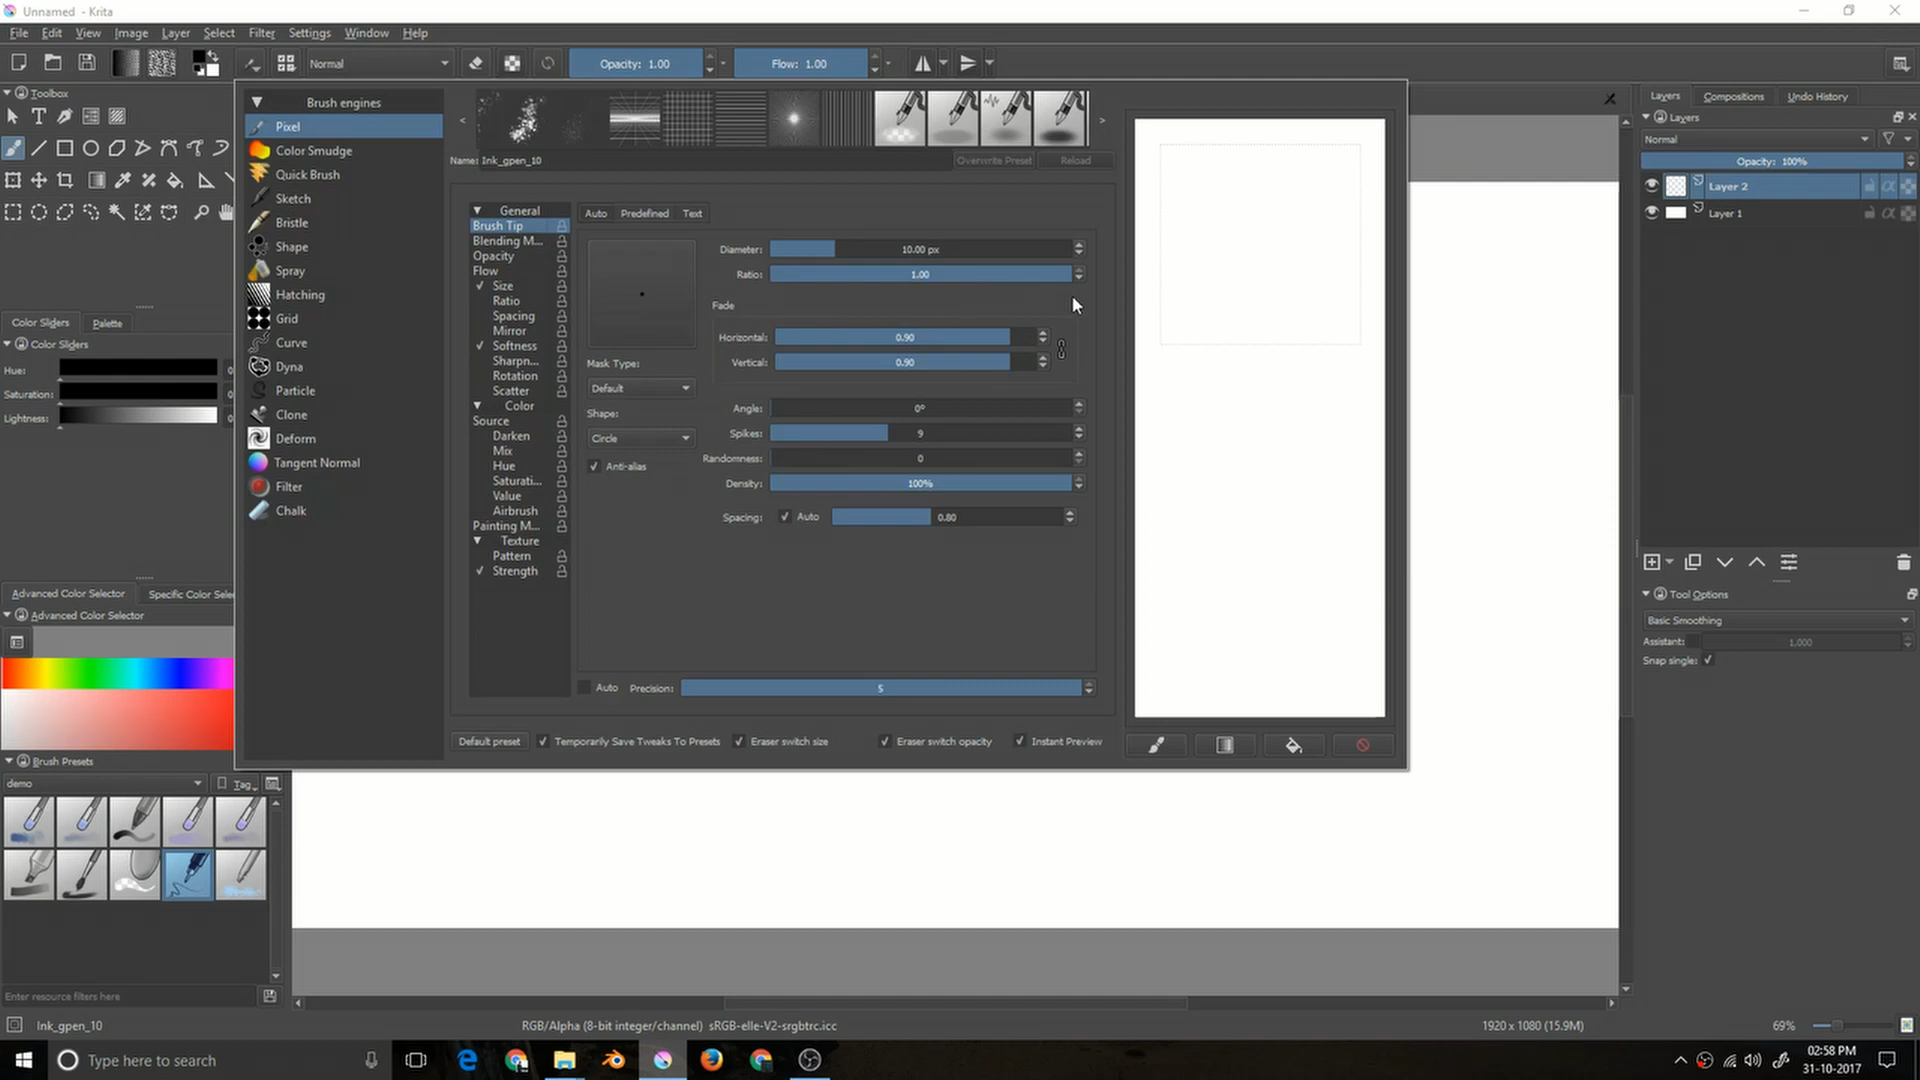 Unnamed - Krita
File Edit View Image Layer Select Filter Settings Window Help
Normal Opacity: 1.00 Flow: 1.00
Toolbox
Color Sliders Palette
Color Sliders
Hue: 0
Saturation: 0
Lightness: 0
Advanced Color Selector Specific Color Sele
Advanced Color Selector
Brush Presets
demo Tag
Enter resource filters here
Brush engines
Pixel
Color Smudge
Quick Brush
Sketch
Bristle
Shape
Spray
Hatching
Grid
Curve
Dyna
Particle
Clone
Deform
Tangent Normal
Filter
Chalk
Name: Ink_gpen_10 Overwrite Preset Reload
General
Brush Tip
Blending M...
Opacity
Flow
Size
Ratio
Spacing
Mirror
Softness
Sharpn...
Rotation
Scatter
Color
Source
Darken
Mix
Hue
Saturati...
Value
Airbrush
Painting M...
Texture
Pattern
Strength
Auto Predefined Text
Diameter: 10.00 px
Ratio: 1.00
Fade
Horizontal: 0.90
Vertical: 0.90
Mask Type:
Default
Shape:
Circle
Anti-alias
Angle: 0°
Spikes: 9
Randomness: 0
Density: 100%
Spacing: Auto 0.80
Auto Precision: 5
Default preset Temporarily Save Tweaks To Presets Eraser switch size Eraser switch opacity Instant Preview
Layers Compositions Undo History
Layers
Normal
Opacity: 100%
Layer 2
Layer 1
Tool Options
Basic Smoothing
Assistant: 1,000
Snap single:
Ink_gpen_10 RGB/Alpha (8-bit integer/channel) sRGB-elle-V2-srgbtrc.icc 1920 x 1080 (15.9M) 69%
Type here to search
02:58 PM
31-10-2017